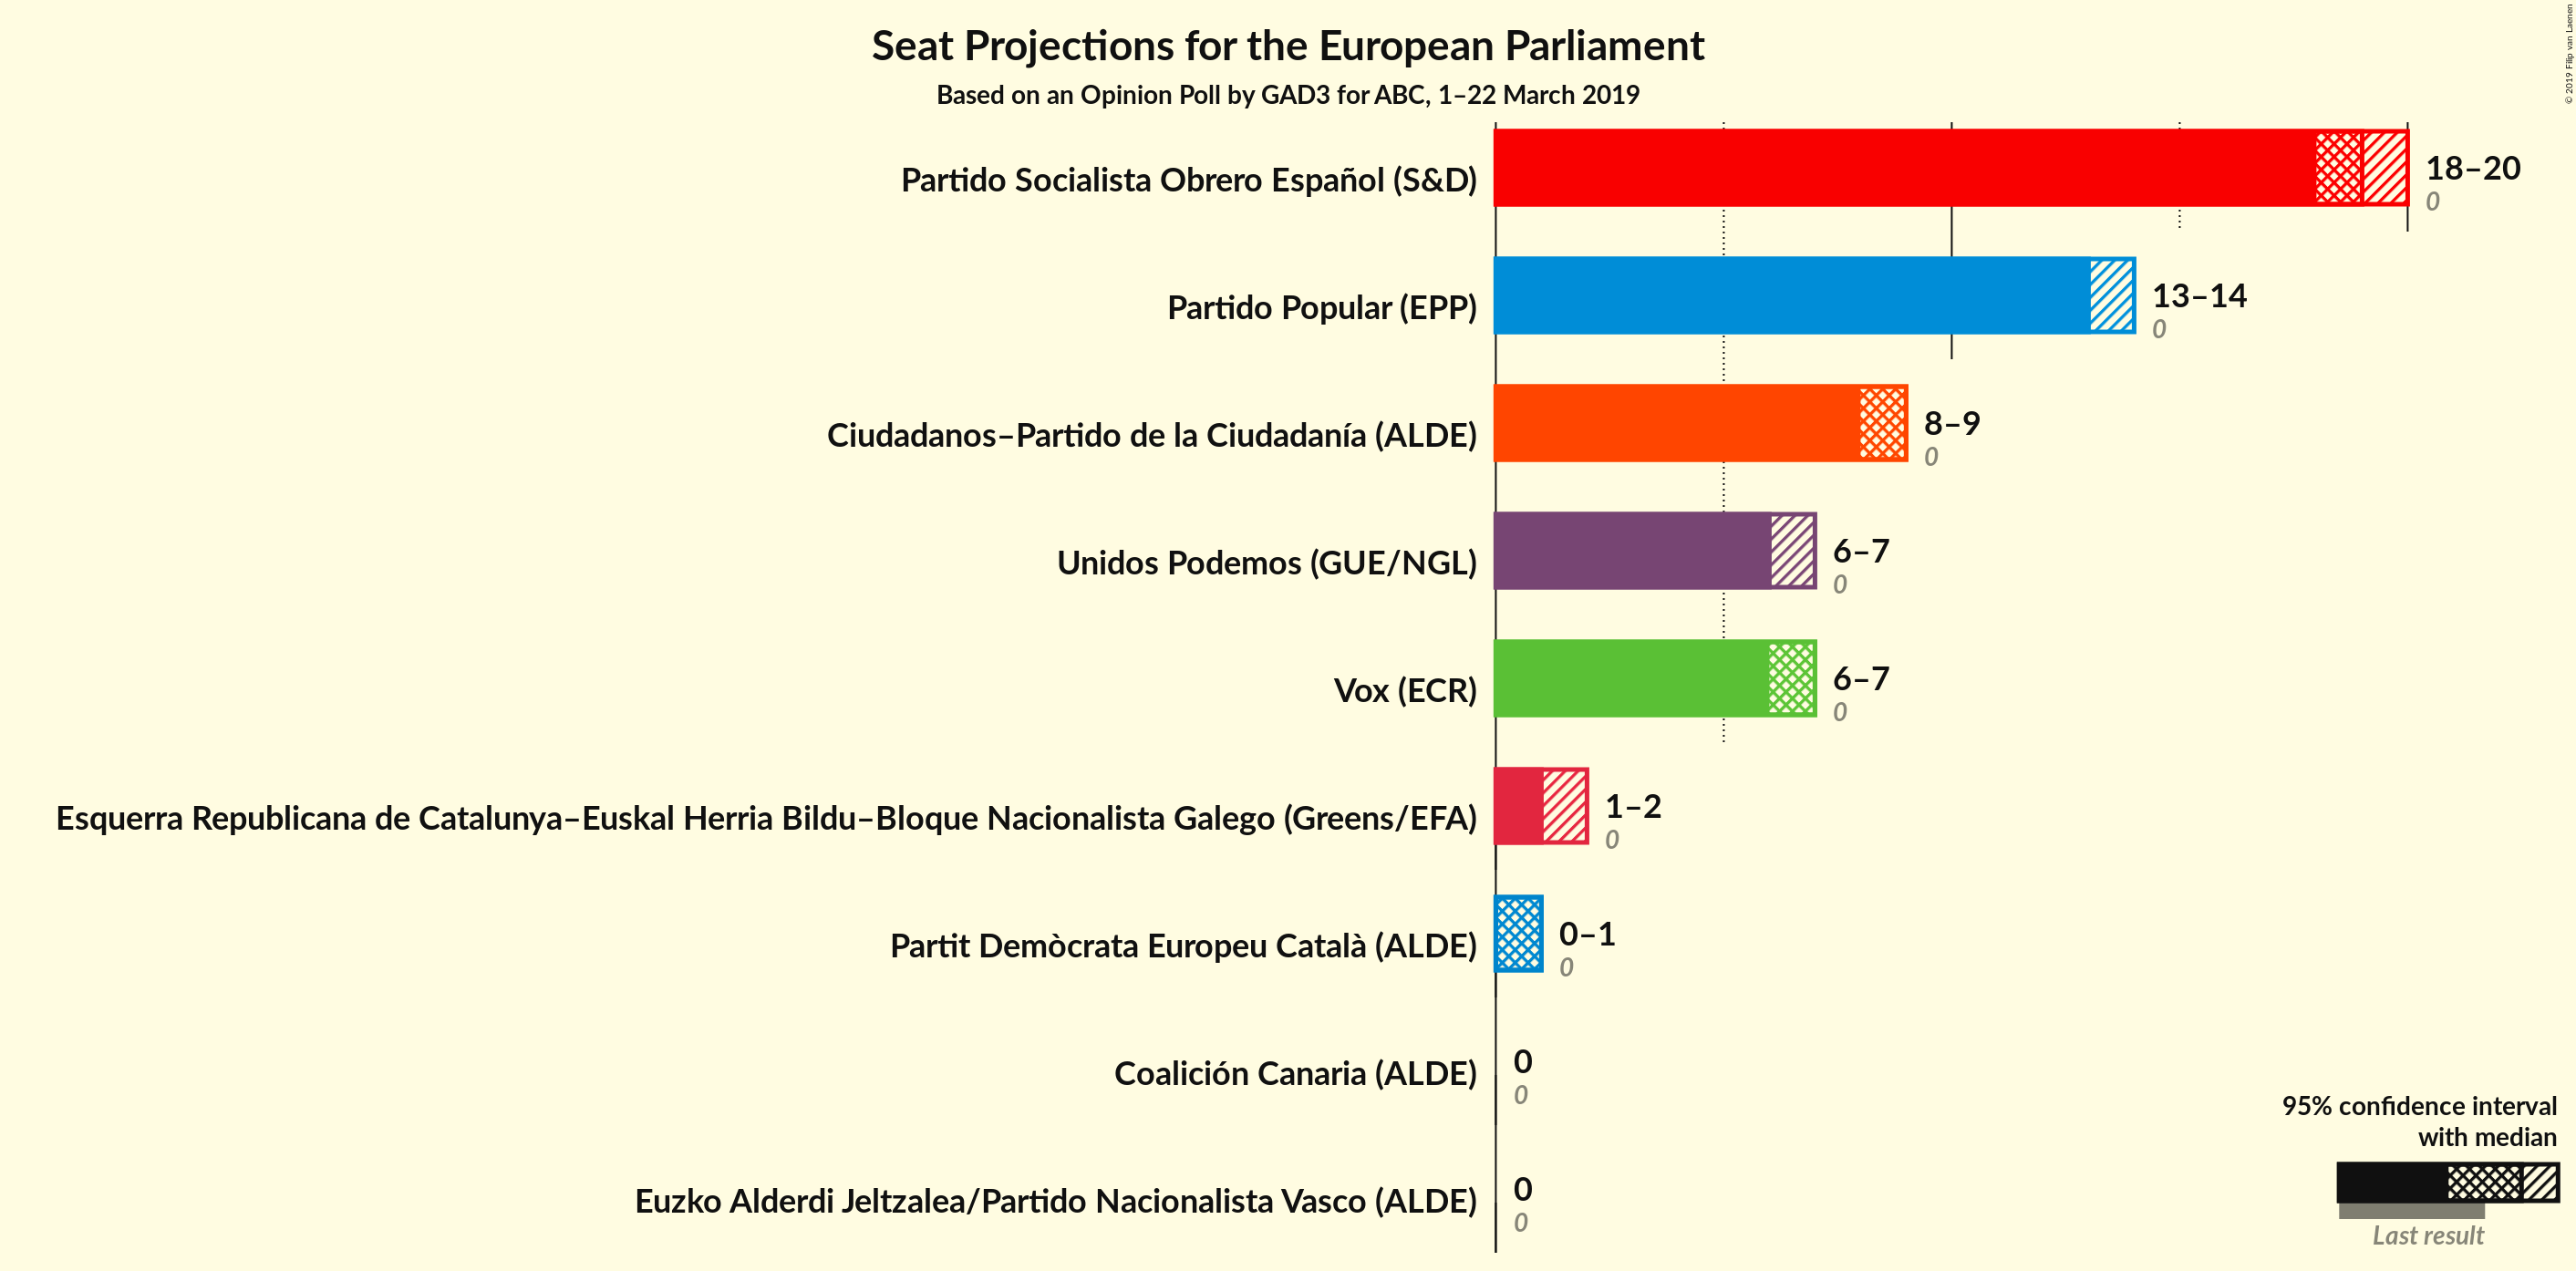 Seat Projections for the European Parliament
Based on an Opinion Poll by GAD3 for ABC, 1–22 March 2019
© 2019 Filip van Laenen
Partido Socialista Obrero Español (S&D)
18–20
0
Partido Popular (EPP)
13–14
0
Ciudadanos–Partido de la Ciudadanía (ALDE)
8–9
0
Unidos Podemos (GUE/NGL)
6–7
0
Vox (ECR)
6–7
0
Esquerra Republicana de Catalunya–Euskal Herria Bildu–Bloque Nacionalista Galego (Greens/EFA)
1–2
0
Partit Demòcrata Europeu Català (ALDE)
0–1
0
Coalición Canaria (ALDE)
0
0
Euzko Alderdi Jeltzalea/Partido Nacionalista Vasco (ALDE)
0
0
95% confidence interval
with median
Last result